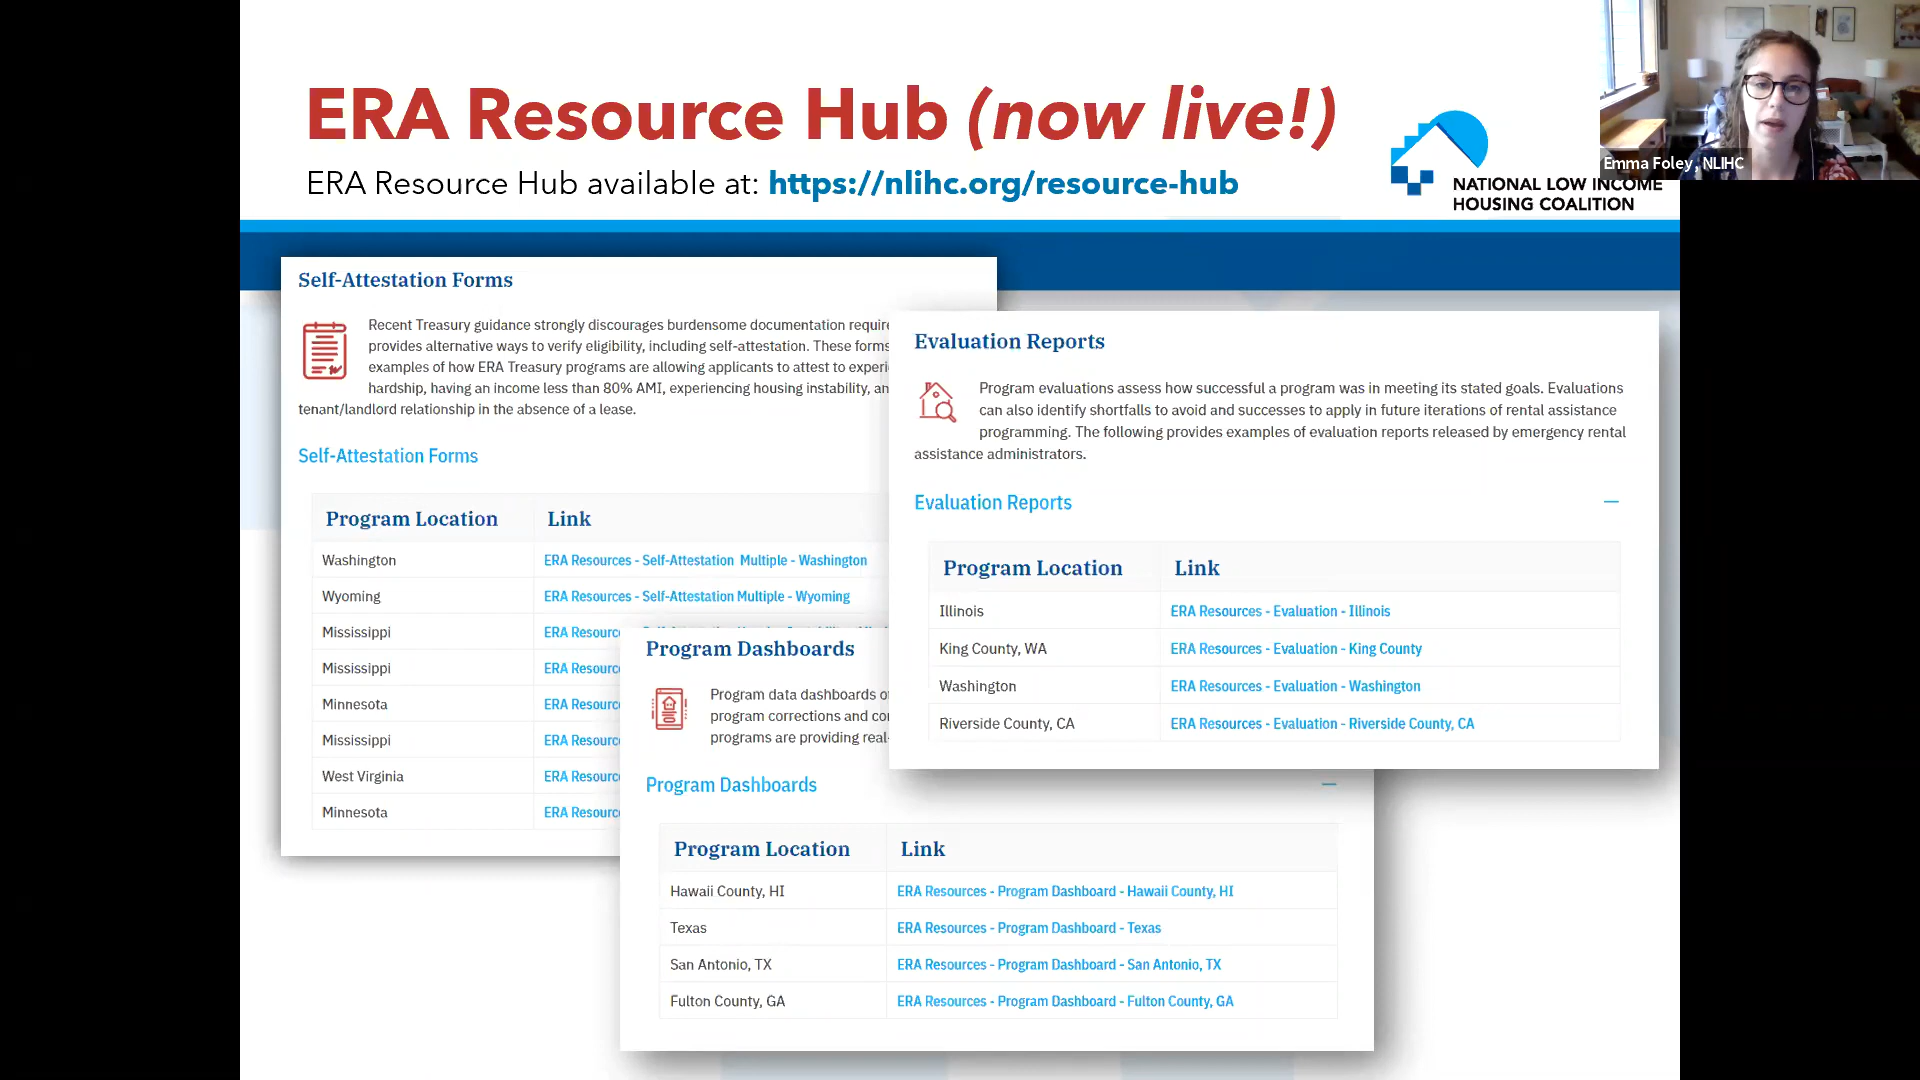 ERA Resource Hub (now live!)
ERA Resource Hub available at: https://nlihc.org/resource-hub
NATIONAL LOW INCOME
HOUSING COALITION
Emma Foley, NLIHC
Self-Attestation Forms
Recent Treasury guidance strongly discourages burdensome documentation require
provides alternative ways to verify eligibility, including self-attestation. These forms
examples of how ERA Treasury programs are allowing applicants to attest to experi
hardship, having an income less than 80% AMI, experiencing housing instability, an
tenant/landlord relationship in the absence of a lease.
Self-Attestation Forms
Program Location Link
Washington ERA Resources - Self-Attestation Multiple - Washington
Wyoming ERA Resources - Self-Attestation Multiple - Wyoming
Mississippi ERA Resourc
Mississippi ERA Resourc
Minnesota ERA Resourc
Mississippi ERA Resourc
West Virginia ERA Resourc
Minnesota ERA Resourc
Evaluation Reports
Program evaluations assess how successful a program was in meeting its stated goals. Evaluations
can also identify shortfalls to avoid and successes to apply in future iterations of rental assistance
programming. The following provides examples of evaluation reports released by emergency rental
assistance administrators.
Evaluation Reports
Program Location Link
Illinois ERA Resources - Evaluation - Illinois
King County, WA ERA Resources - Evaluation - King County
Washington ERA Resources - Evaluation - Washington
Riverside County, CA ERA Resources - Evaluation - Riverside County, CA
Program Dashboards
Program data dashboards of
program corrections and cor
programs are providing real-
Program Dashboards
Program Location Link
Hawaii County, HI ERA Resources - Program Dashboard - Hawaii County, HI
Texas ERA Resources - Program Dashboard - Texas
San Antonio, TX ERA Resources - Program Dashboard - San Antonio, TX
Fulton County, GA ERA Resources - Program Dashboard - Fulton County, GA